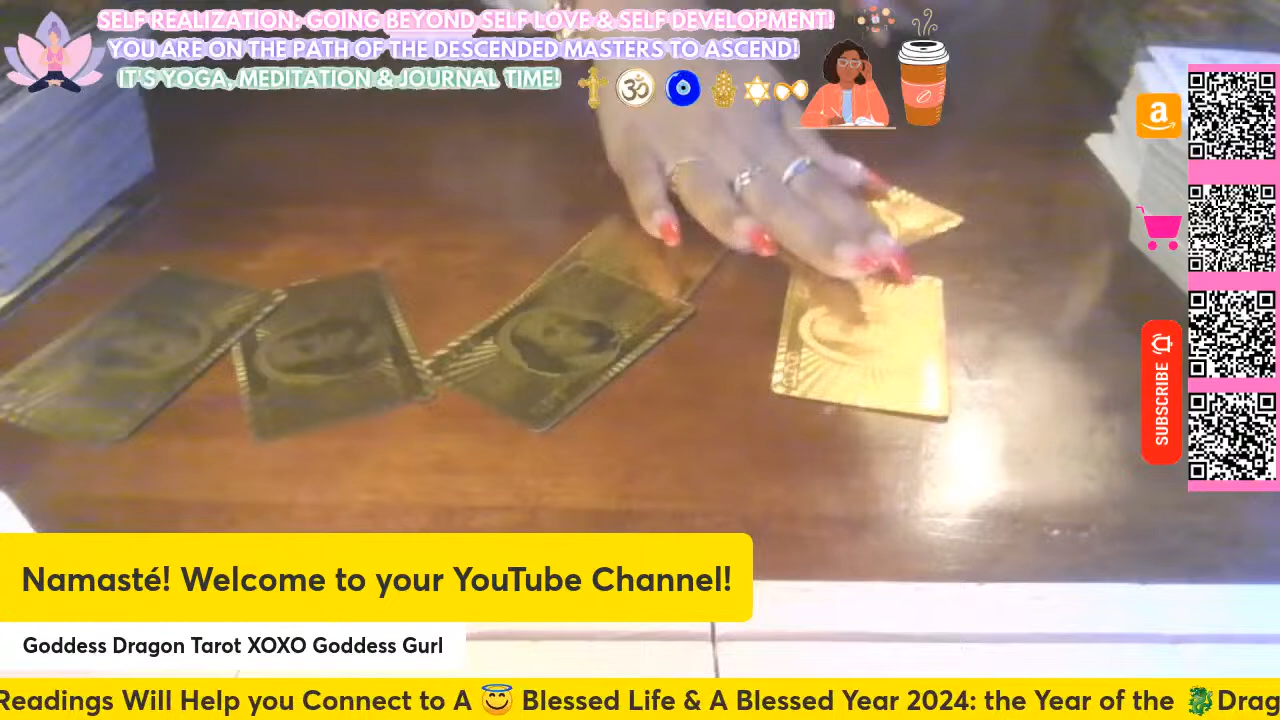 SELF REALIZATION: GOING BEYOND SELF LOVE & SELF DEVELOPMENT!
YOU ARE ON THE PATH OF THE DESCENDED MASTERS TO ASCEND!
IT'S YOGA, MEDITATION & JOURNAL TIME!
a
SUBSCRIBE
Namasté! Welcome to your YouTube Channel!
Goddess Dragon Tarot XOXO Goddess Gurl
Readings Will Help you Connect to A 😇 Blessed Life & A Blessed Year 2024: the Year of the 🐉Drag